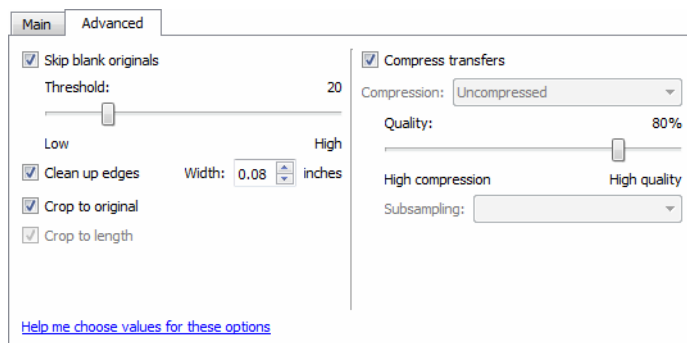 Main Advanced
Skip blank originals
Threshold: 20
Low High
Clean up edges Width: 0.08 inches
Crop to original
Crop to length
Help me choose values for these options
Compress transfers
Compression: Uncompressed
Quality: 80%
High compression High quality
Subsampling: